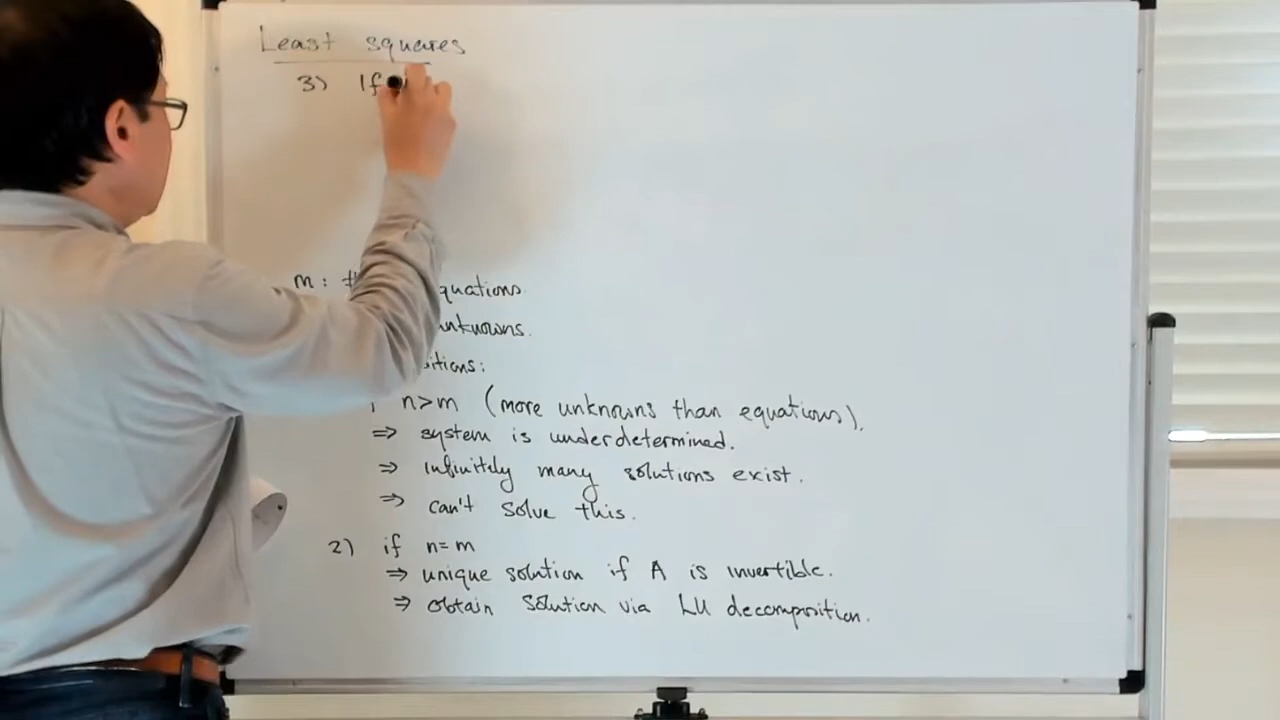 Least squares
3) If
m: # quations.
unknowns.
itions:
n>m (more unknowns than equations).
⇒ system is underdetermined.
⇒ infinitely many solutions exist.
⇒ can't solve this.
2) if n=m
⇒ unique solution if A is invertible.
⇒ obtain solution via LU decomposition.